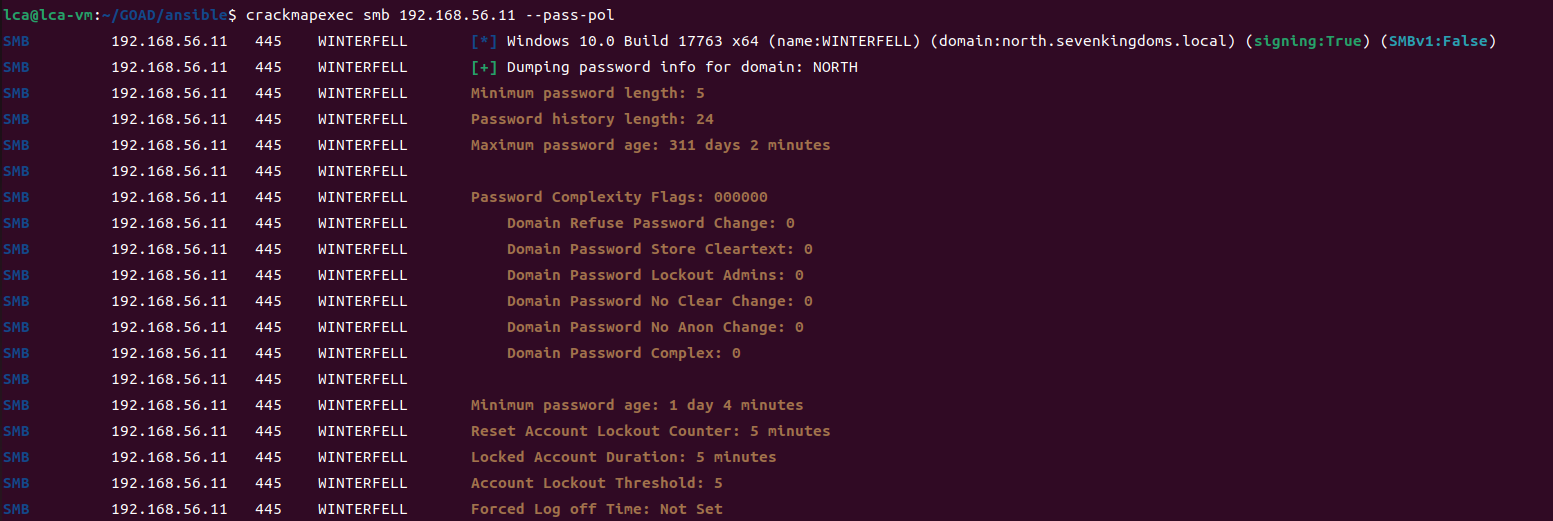 lca@lca-vm:~/GOAD/ansible$ crackmapexec smb 192.168.56.11 --pass-pol
SMB 192.168.56.11 445 WINTERFELL [*] Windows 10.0 Build 17763 x64 (name:WINTERFELL) (domain:north.sevenkingdoms.local) (signing:True) (SMBv1:False)
SMB 192.168.56.11 445 WINTERFELL [+] Dumping password info for domain: NORTH
SMB 192.168.56.11 445 WINTERFELL Minimum password length: 5
SMB 192.168.56.11 445 WINTERFELL Password history length: 24
SMB 192.168.56.11 445 WINTERFELL Maximum password age: 311 days 2 minutes
SMB 192.168.56.11 445 WINTERFELL
SMB 192.168.56.11 445 WINTERFELL Password Complexity Flags: 000000
SMB 192.168.56.11 445 WINTERFELL Domain Refuse Password Change: 0
SMB 192.168.56.11 445 WINTERFELL Domain Password Store Cleartext: 0
SMB 192.168.56.11 445 WINTERFELL Domain Password Lockout Admins: 0
SMB 192.168.56.11 445 WINTERFELL Domain Password No Clear Change: 0
SMB 192.168.56.11 445 WINTERFELL Domain Password No Anon Change: 0
SMB 192.168.56.11 445 WINTERFELL Domain Password Complex: 0
SMB 192.168.56.11 445 WINTERFELL
SMB 192.168.56.11 445 WINTERFELL Minimum password age: 1 day 4 minutes
SMB 192.168.56.11 445 WINTERFELL Reset Account Lockout Counter: 5 minutes
SMB 192.168.56.11 445 WINTERFELL Locked Account Duration: 5 minutes
SMB 192.168.56.11 445 WINTERFELL Account Lockout Threshold: 5
SMB 192.168.56.11 445 WINTERFELL Forced Log off Time: Not Set